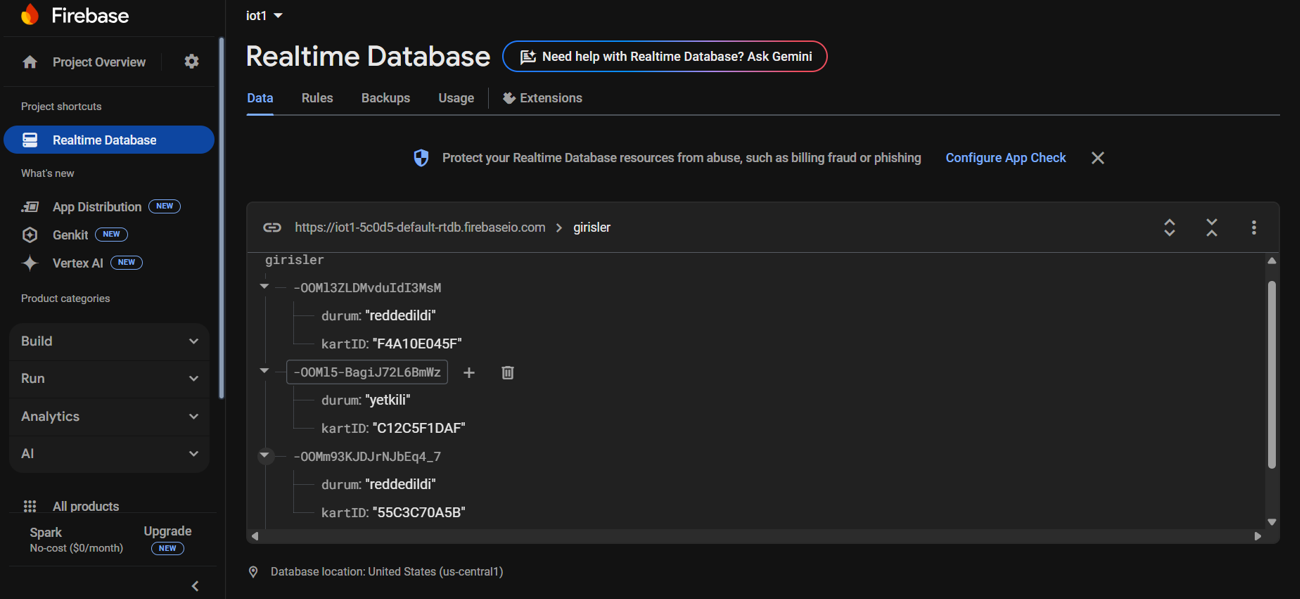 Firebase
iot1
Project Overview
Realtime Database
Need help with Realtime Database? Ask Gemini
Data Rules Backups Usage Extensions
Project shortcuts
Realtime Database
What's new
App Distribution NEW
Genkit NEW
Vertex AI NEW
Product categories
Build
Run
Analytics
AI
All products
Spark
No-cost ($0/month)
Upgrade
NEW
Protect your Realtime Database resources from abuse, such as billing fraud or phishing Configure App Check
https://iot1-5c0d5-default-rtdb.firebaseio.com > girisler
girisler
-OOMl3ZLDMvduIdI3MsM
durum: "reddedildi"
kartID: "F4A10E045F"
-OOMl5-BagiJ72L6BmWz
durum: "yetkili"
kartID: "C12C5F1DAF"
-OOMm93KJDJrNJbEq4_7
durum: "reddedildi"
kartID: "55C3C70A5B"
Database location: United States (us-central1)